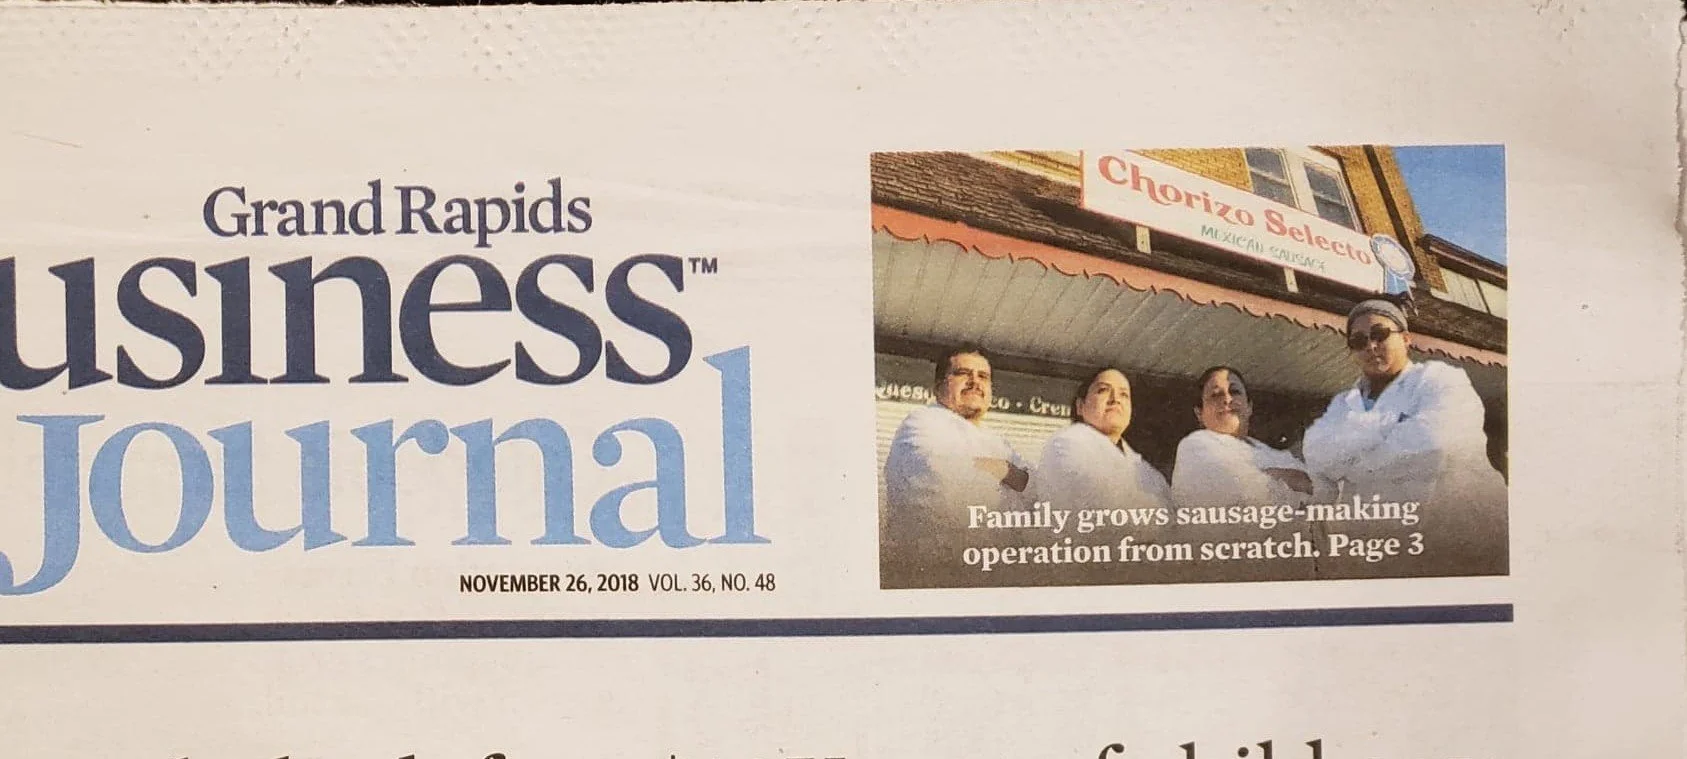 Grand Rapids
usiness™
Journal
NOVEMBER 26, 2018 VOL. 36, NO. 48
Chorizo Selecto
MEXICAN SAUSAGE
Family grows sausage-making
operation from scratch. Page 3